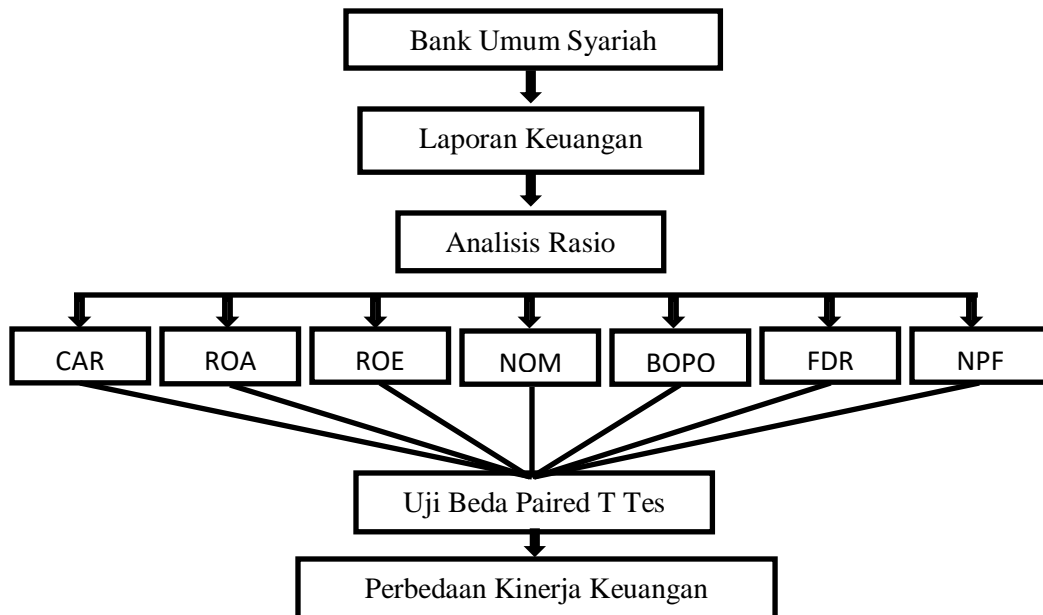 Bank Umum Syariah
Laporan Keuangan
Analisis Rasio
CAR
ROA
ROE
NOM
BOPO
FDR
NPF
Uji Beda Paired T Tes
Perbedaan Kinerja Keuangan